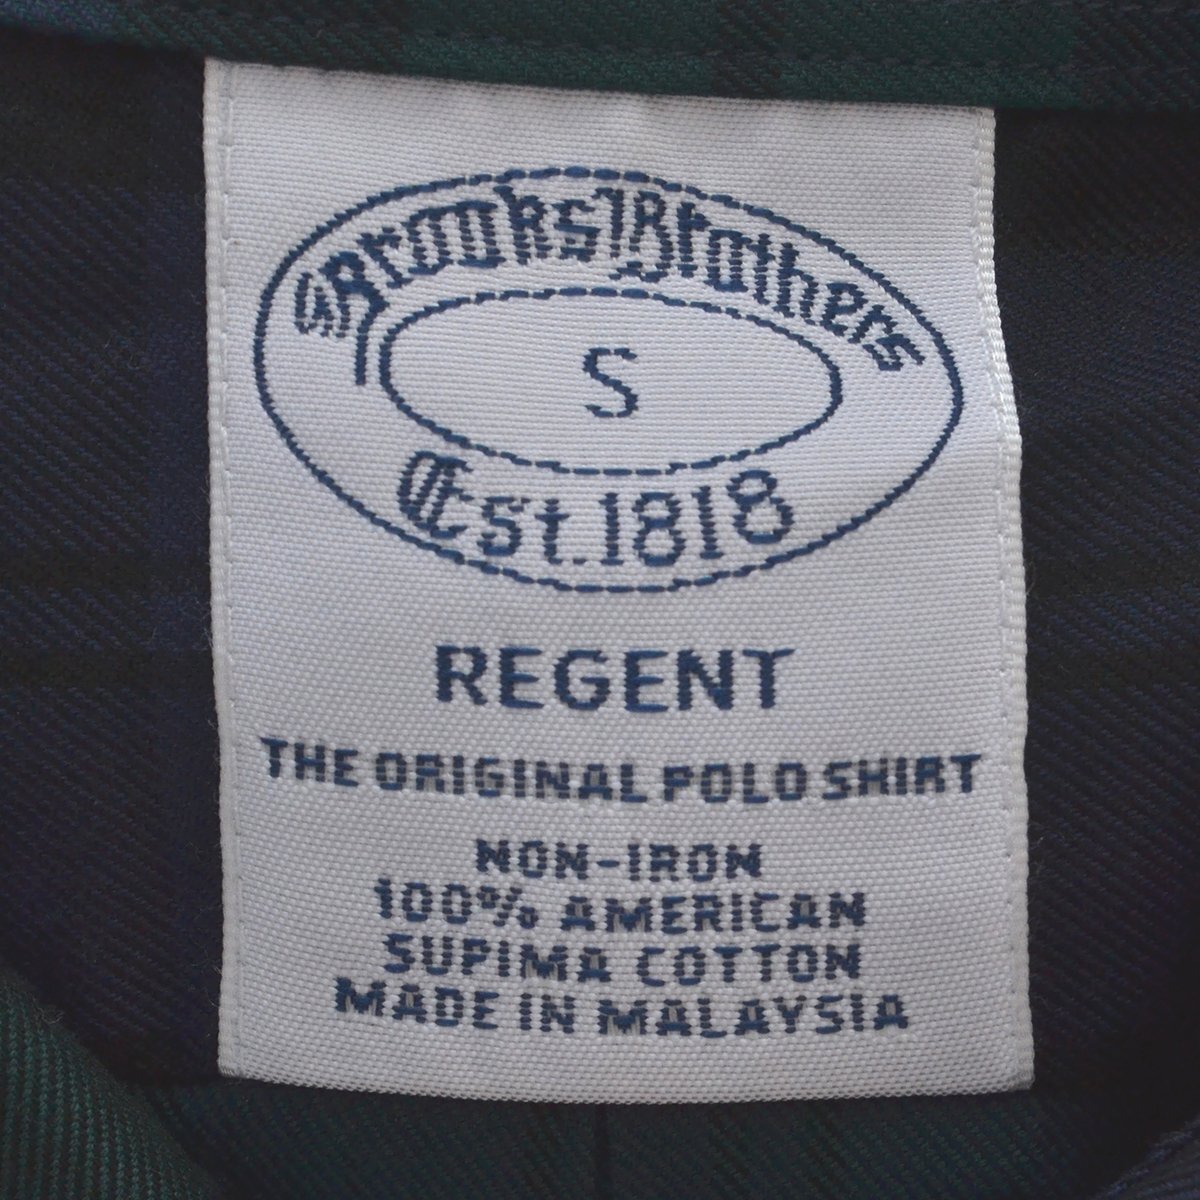 Brooks Brothers
S
Est. 1818
REGENT
THE ORIGINAL POLO SHIRT
NON-IRON
100% AMERICAN
SUPIMA COTTON
MADE IN MALAYSIA